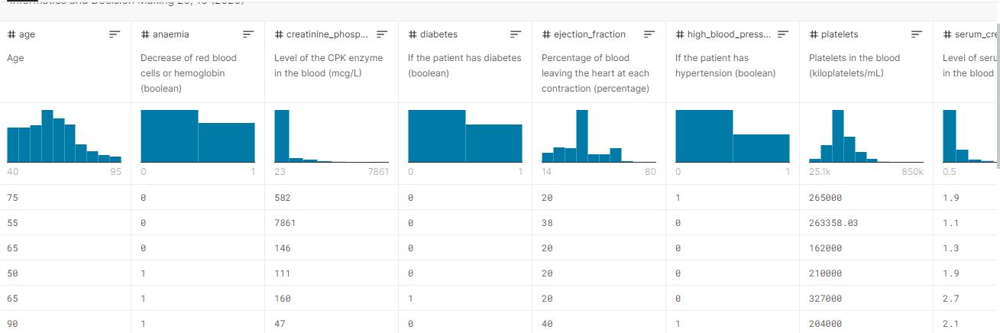 Informatics and Decision Making 20, 16 (2020)
# age
# anaemia
# creatinine_phosp...
# diabetes
# ejection_fraction
# high_blood_press...
# platelets
# serum_cre
Age
Decrease of red blood
cells or hemoglobin
(boolean)
Level of the CPK enzyme
in the blood (mcg/L)
If the patient has diabetes
(boolean)
Percentage of blood
leaving the heart at each
contraction (percentage)
If the patient has
hypertension (boolean)
Platelets in the blood
(kiloplatelets/mL)
Level of seru
in the blood
40 95 0 1 23 7861 0 1 14 80 0 1 25.1k 850k 0.5
75 0 582 0 20 1 265000 1.9
55 0 7861 0 38 0 263358.03 1.1
65 0 146 0 20 0 162000 1.3
50 1 111 0 20 0 210000 1.9
65 1 160 1 20 0 327000 2.7
90 1 47 0 40 1 204000 2.1